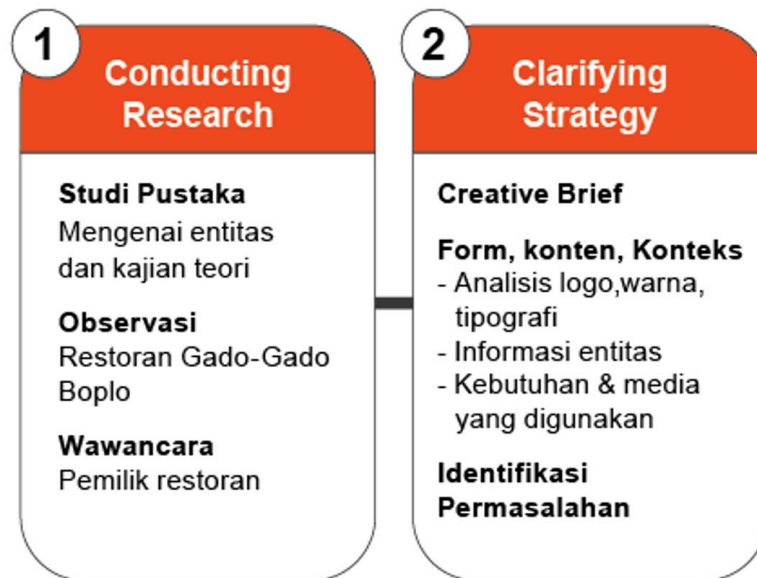 1
Conducting
Research
Studi Pustaka
Mengenai entitas
dan kajian teori
Observasi
Restoran Gado-Gado
Boplo
Wawancara
Pemilik restoran
2
Clarifying
Strategy
Creative Brief
Form, konten, Konteks
- Analisis logo,warna,
tipografi
- Informasi entitas
- Kebutuhan & media
yang digunakan
Identifikasi
Permasalahan